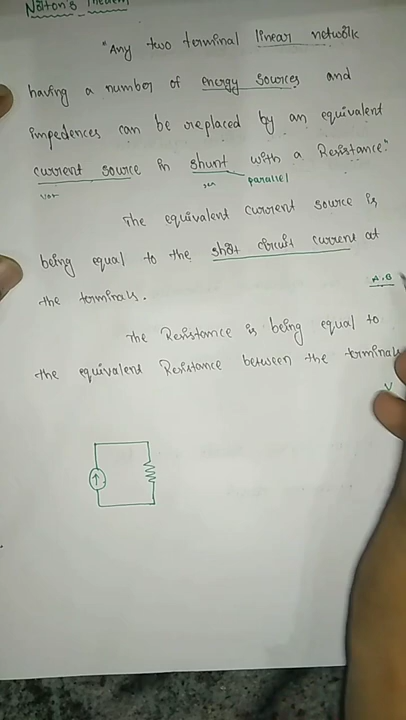 Norton's Theorem
"Any two terminal linear network
having a number of energy sources and
impedences can be replaced by an equivalent
current source in shunt with a Resistance."
parallel
The equivalent current source is
being equal to the short circuit current at
the terminals.
A.B
The Resistance is being equal to
the equivalent Resistance between the terminals
V